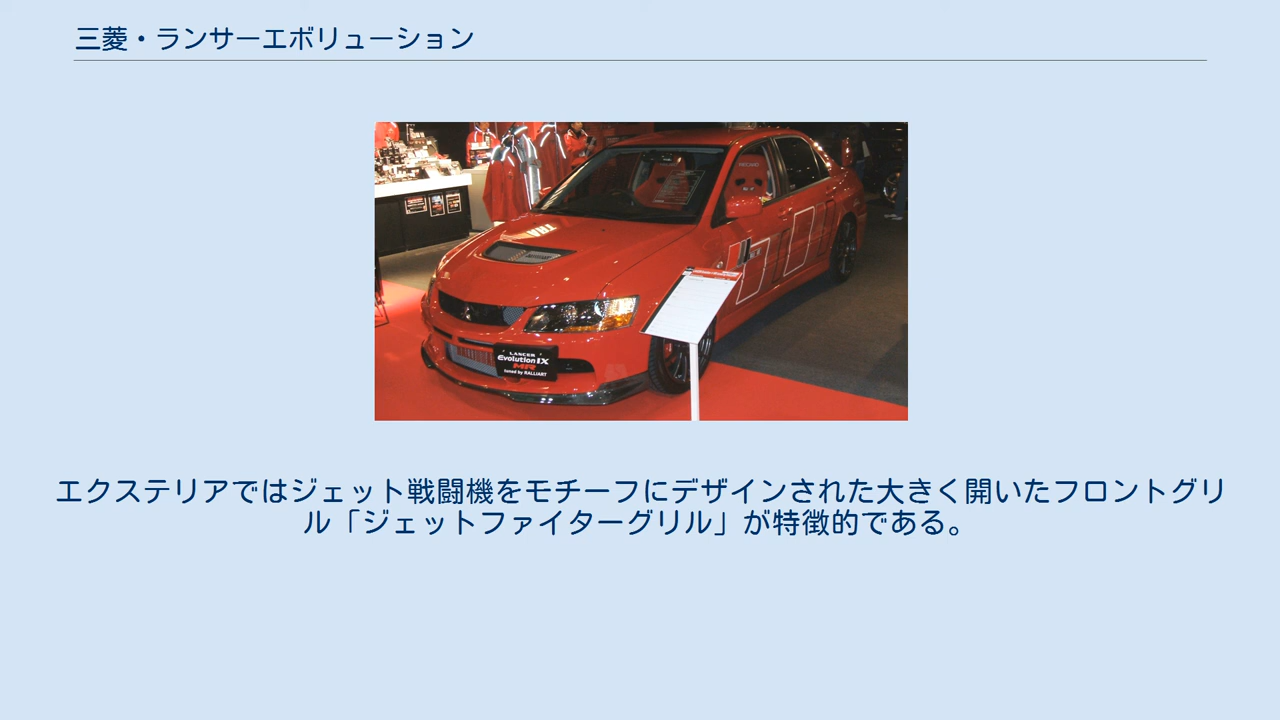 三菱・ランサーエボリューション
LANCER
Evolution IX
MR
tuned by RALLIART
エクステリアではジェット戦闘機をモチーフにデザインされた大きく開いたフロントグリ
ル「ジェットファイターグリル」が特徴的である。